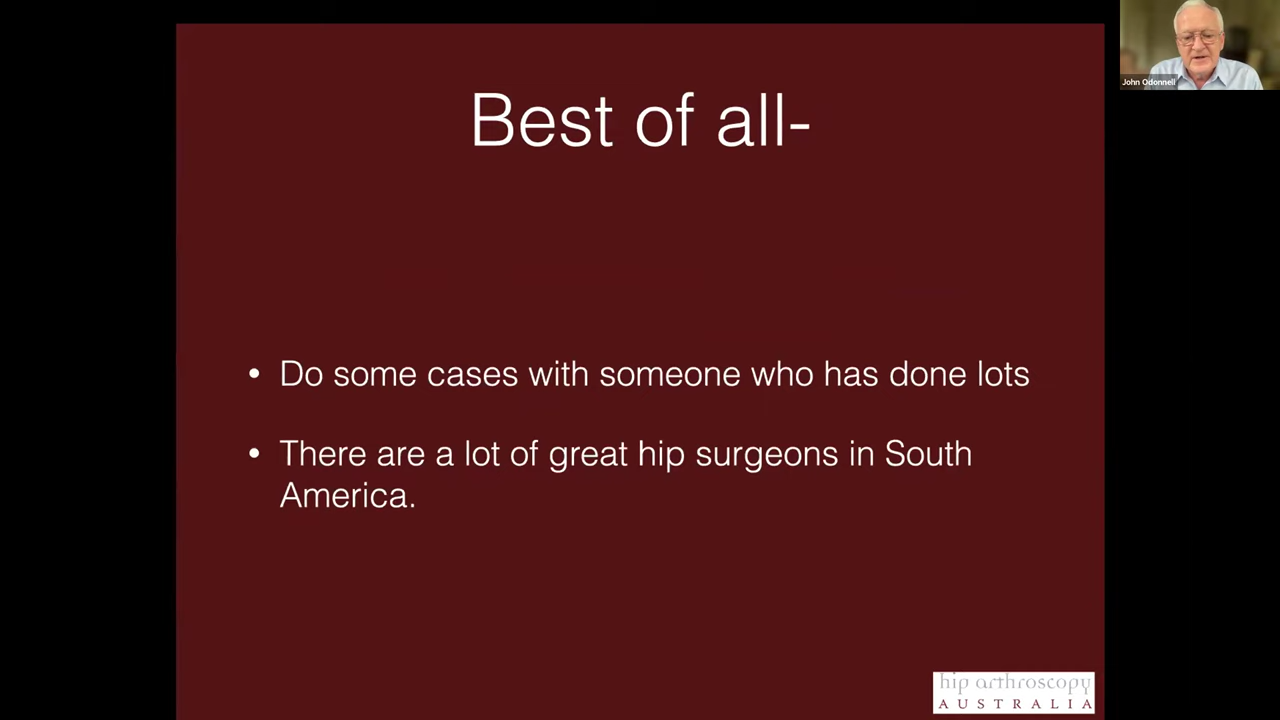 Best of all-
John Odonnell
• Do some cases with someone who has done lots
• There are a lot of great hip surgeons in South
America.
hip arthroscopy
AUSTRALIA